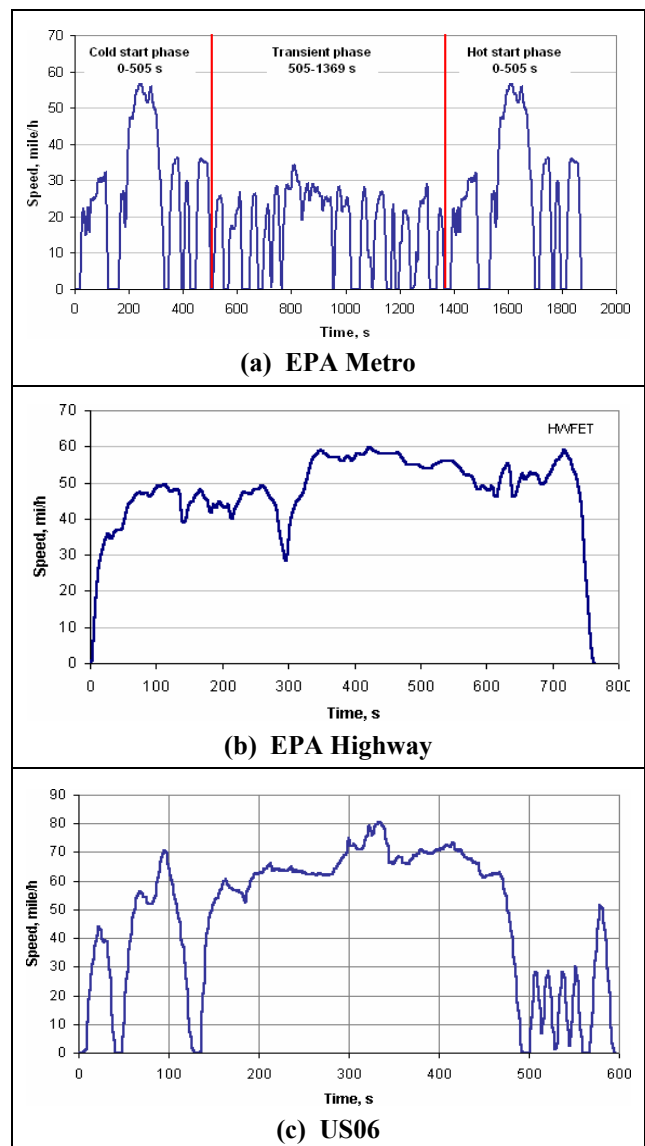 70
60
50
40
30
20
10
0
Speed, mile/h
Cold start phase
0-505 s
Transient phase
505-1369 s
Hot start phase
0-505 s
0 200 400 600 800 1000 1200 1400 1600 1800 2000
Time, s
(a) EPA Metro
70
60
50
40
30
20
10
0
Speed, mi/h
HWFET
0 100 200 300 400 500 600 700 800
Time, s
(b) EPA Highway
90
80
70
60
50
40
30
20
10
0
Speed, mile/h
0 100 200 300 400 500 600
Time, s
(c) US06